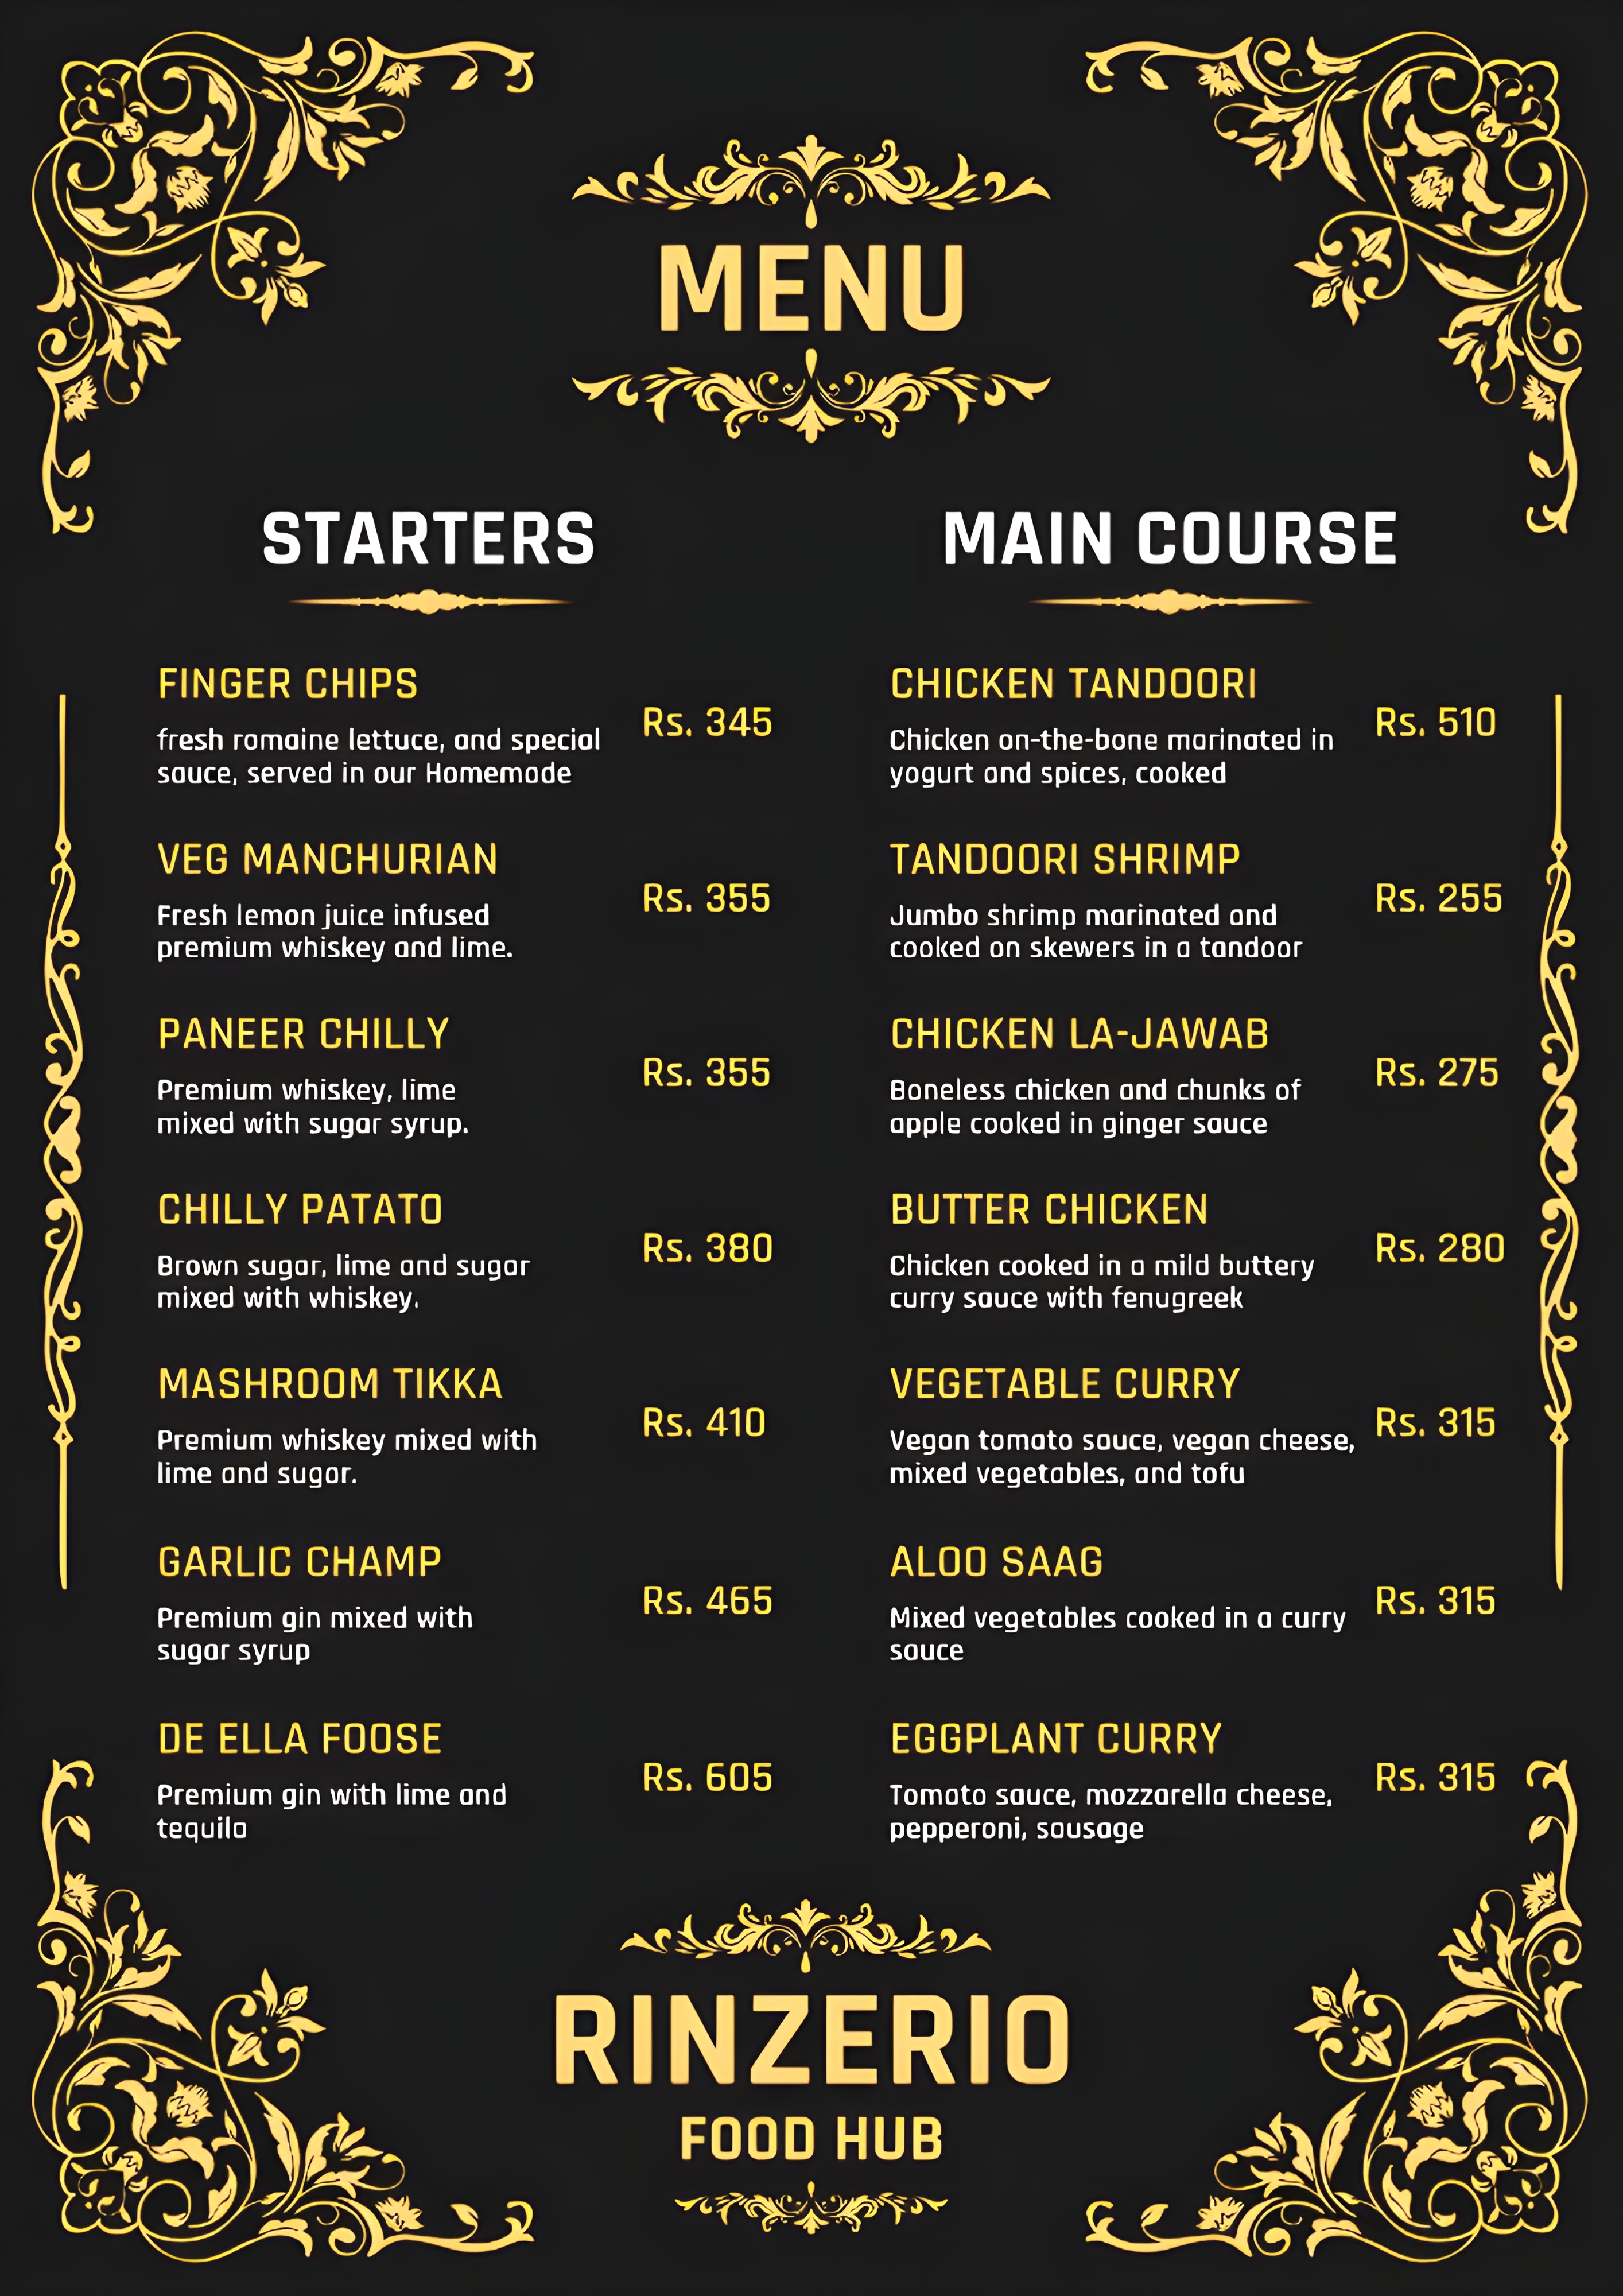 MENU
STARTERS
FINGER CHIPS
Rs. 345
fresh romaine lettuce, and special
sauce, served in our Homemade
VEG MANCHURIAN
Rs. 355
Fresh lemon juice infused
premium whiskey and lime.
PANEER CHILLY
Rs. 355
Premium whiskey, lime
mixed with sugar syrup.
CHILLY PATATO
Rs. 380
Brown sugar, lime and sugar
mixed with whiskey.
MASHROOM TIKKA
Rs. 410
Premium whiskey mixed with
lime and sugar.
GARLIC CHAMP
Rs. 465
Premium gin mixed with
sugar syrup
DE ELLA FOOSE
Rs. 605
Premium gin with lime and
tequila
MAIN COURSE
CHICKEN TANDOORI
Rs. 510
Chicken on-the-bone marinated in
yogurt and spices, cooked
TANDOORI SHRIMP
Rs. 255
Jumbo shrimp marinated and
cooked on skewers in a tandoor
CHICKEN LA-JAWAB
Rs. 275
Boneless chicken and chunks of
apple cooked in ginger sauce
BUTTER CHICKEN
Rs. 280
Chicken cooked in a mild buttery
curry sauce with fenugreek
VEGETABLE CURRY
Rs. 315
Vegan tomato sauce, vegan cheese,
mixed vegetables, and tofu
ALOO SAAG
Rs. 315
Mixed vegetables cooked in a curry
sauce
EGGPLANT CURRY
Rs. 315
Tomato sauce, mozzarella cheese,
pepperoni, sausage
RINZERIO
FOOD HUB